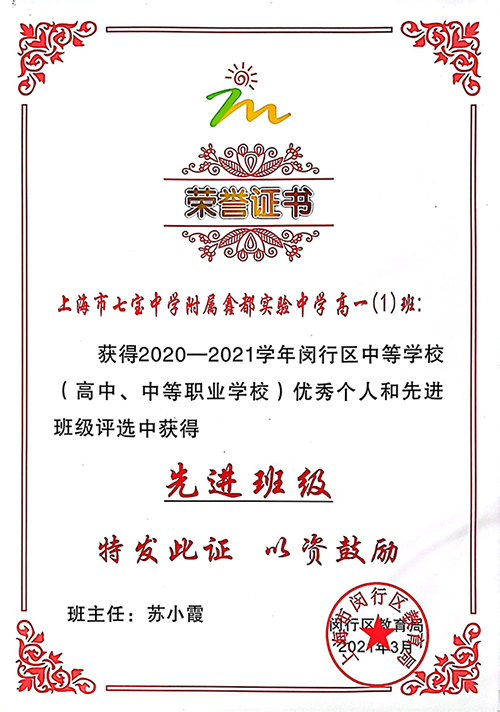 荣誉证书
上海市七宝中学附属鑫都实验中学高一(1)班:
获得2020—2021学年闵行区中等学校
(高中、中等职业学校)优秀个人和先进
班级评选中获得
先进班级
特发此证 以资鼓励
班主任:苏小霞
闵行区教育局
2021年3月
上海市闵行区教育局